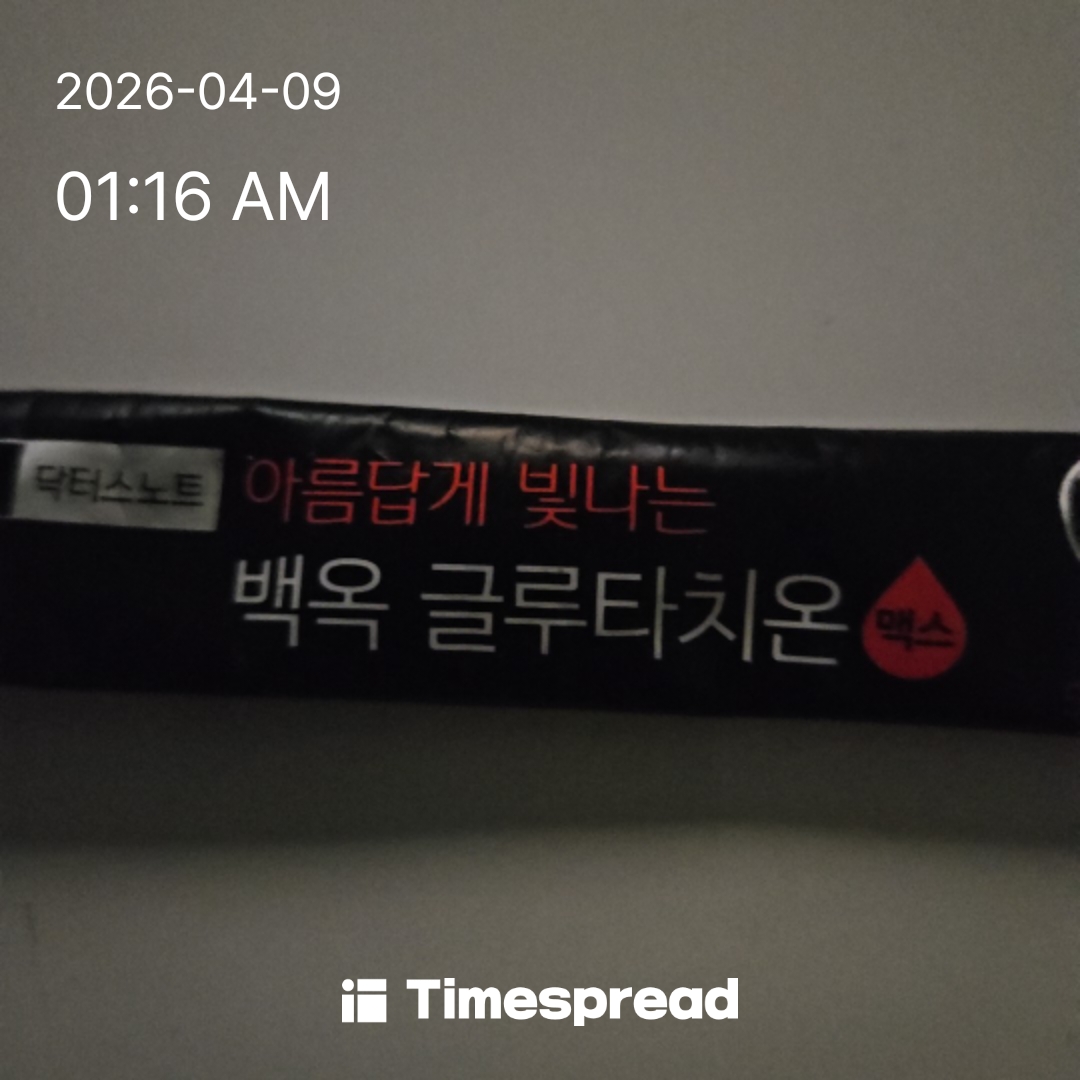 2026-04-09
01:16 AM
닥터스노트
아름답게 빛나는
백옥 글루타치온
맥스
Timespread